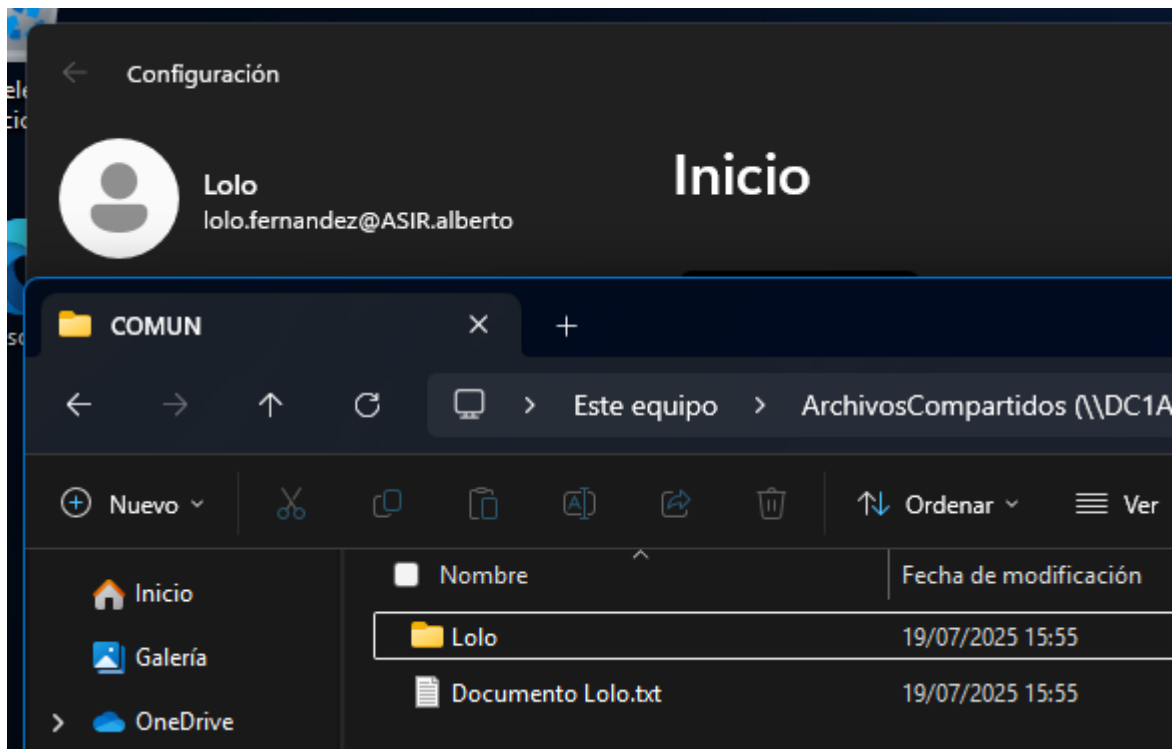 Configuración
Lolo
lolo.fernandez@ASIR.alberto
Inicio
COMUN
Este equipo > ArchivosCompartidos (\\DC1A
Nuevo
Ordenar
Ver
Nombre
Fecha de modificación
Inicio
Lolo
19/07/2025 15:55
Galería
Documento Lolo.txt
19/07/2025 15:55
OneDrive